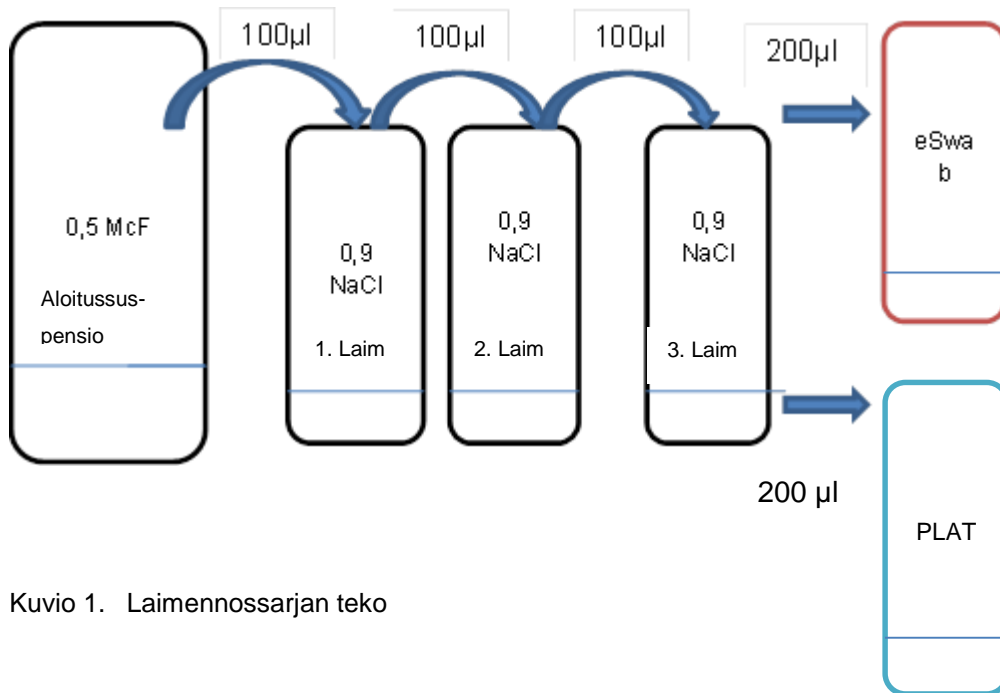 100µl
100µl
100µl
200µl
0,5 McF
Aloitussus-
pensio
0,9
NaCl
1. Laim
0,9
NaCl
2. Laim
0,9
NaCl
3. Laim
eSwa
b
200 µl
PLAT
Kuvio 1. Laimennossarjan teko